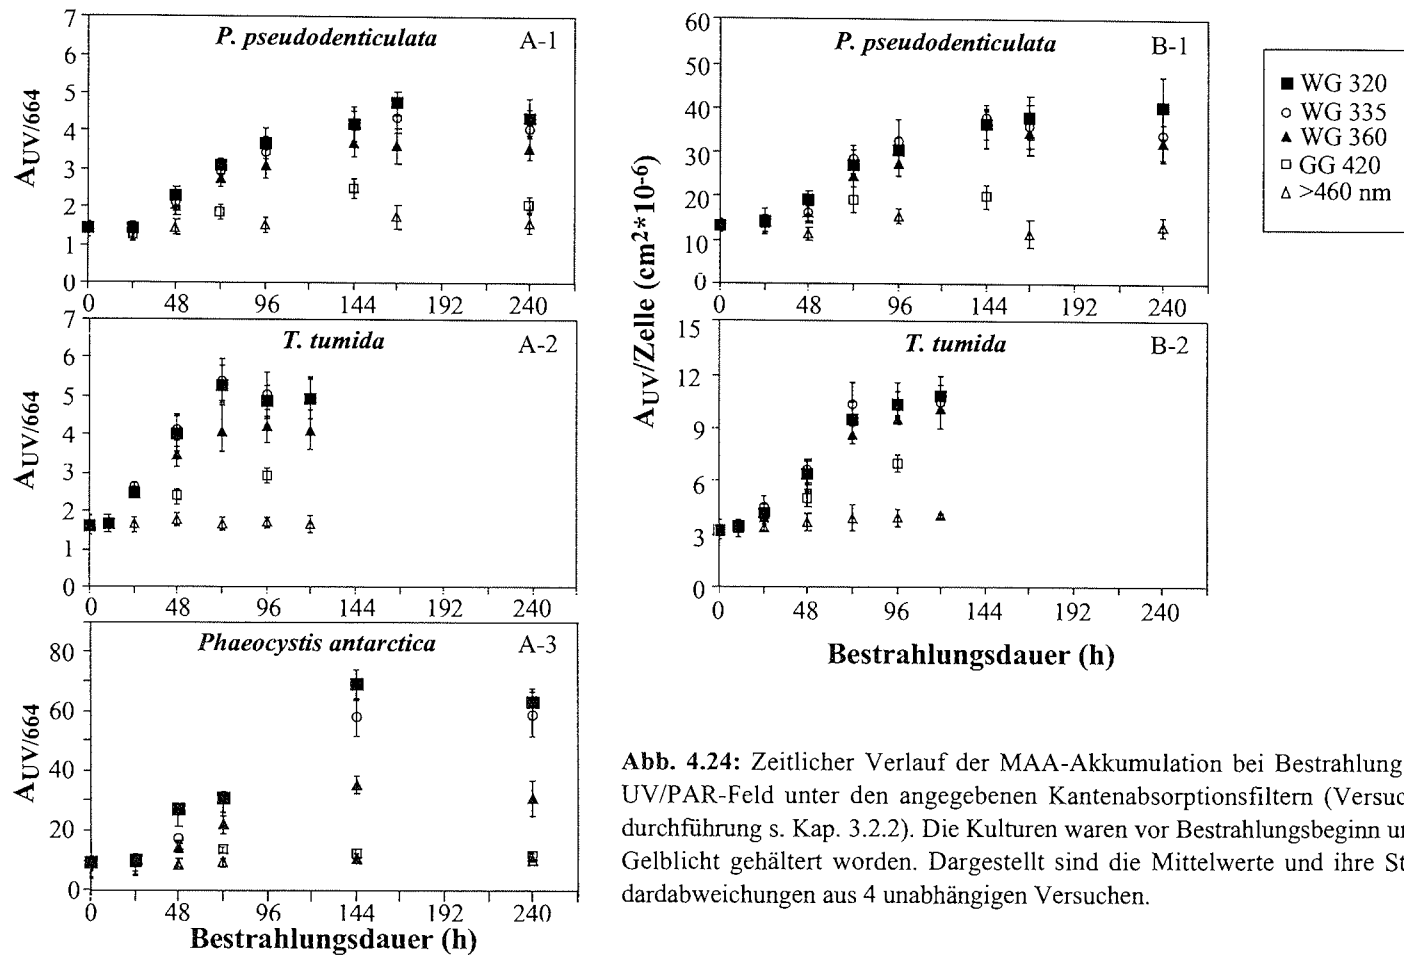 7
6
5
4
3
2
1
0
AUV/664
P. pseudodenticulata
A-1
0 48 96 144 192 240
7
6
5
4
3
2
1
0
AUV/664
T. tumida
A-2
0 48 96 144 192 240
80
60
40
20
0
AUV/664
Phaeocystis antarctica
A-3
0 48 96 144 192 240
Bestrahlungsdauer (h)
60
50
40
30
20
10
0
AUV/Zelle (cm2*10-6)
P. pseudodenticulata
B-1
0 48 96 144 192 240
15
12
9
6
3
0
T. tumida
B-2
0 48 96 144 192 240
Bestrahlungsdauer (h)
WG 320
WG 335
WG 360
GG 420
>460 nm
Abb. 4.24: Zeitlicher Verlauf der MAA-Akkumulation bei Bestrahlung
UV/PAR-Feld unter den angegebenen Kantenabsorptionsfiltern (Versuc
durchführung s. Kap. 3.2.2). Die Kulturen waren vor Bestrahlungsbeginn un
Gelblicht gehältert worden. Dargestellt sind die Mittelwerte und ihre St
dardabweichungen aus 4 unabhängigen Versuchen.